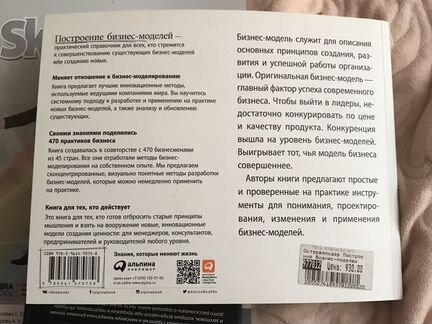 Sk
Построение бизнес-моделей —
практический справочник для всех, кто стремится
к совершенствованию существующих бизнес-моделей
или созданию новых.
Меняет отношение к бизнес-моделированию
Книга предлагает лучшие инновационные методы,
используемые ведущими компаниями мира. Вы научитесь
системному подходу к разработке и применению на практике
новых бизнес-моделей, а также анализу и обновлению
существующих.
Своими знаниями поделились
470 практиков бизнеса
Книга создавалась в соавторстве с 470 бизнесменами
из 45 стран. Все они отработали методы бизнес-
моделирования на собственном опыте. Мы предлагаем
сконцентрированные, визуально понятные методы разработки
бизнес-моделей, которые можно немедленно применить
на практике.
Книга для тех, кто действует
Это книга для тех, кто готов отбросить старые принципы
мышления и взять на вооружение новые, инновационные
модели создания ценности: для менеджеров, консультантов,
предпринимателей и руководителей любого уровня.
Бизнес-модель служит для описания
основных принципов создания, раз-
вития и успешной работы организа-
ции. Оригинальная бизнес-модель —
главный фактор успеха современного
бизнеса. Чтобы выйти в лидеры, не-
достаточно конкурировать по цене
и качеству продукта. Конкуренция
вышла на уровень бизнес-моделей.
Выигрывает тот, чья модель бизнеса
совершеннее.
Авторы книги предлагают простые
и проверенные на практике инстру-
менты для понимания, проектиро-
вания, изменения и применения
бизнес-моделей.
Знания, которые меняют жизнь
альпина
ПАБЛИШЕР
Остервальдер Построе
ние бизнес-моделей
Цена: 930.00